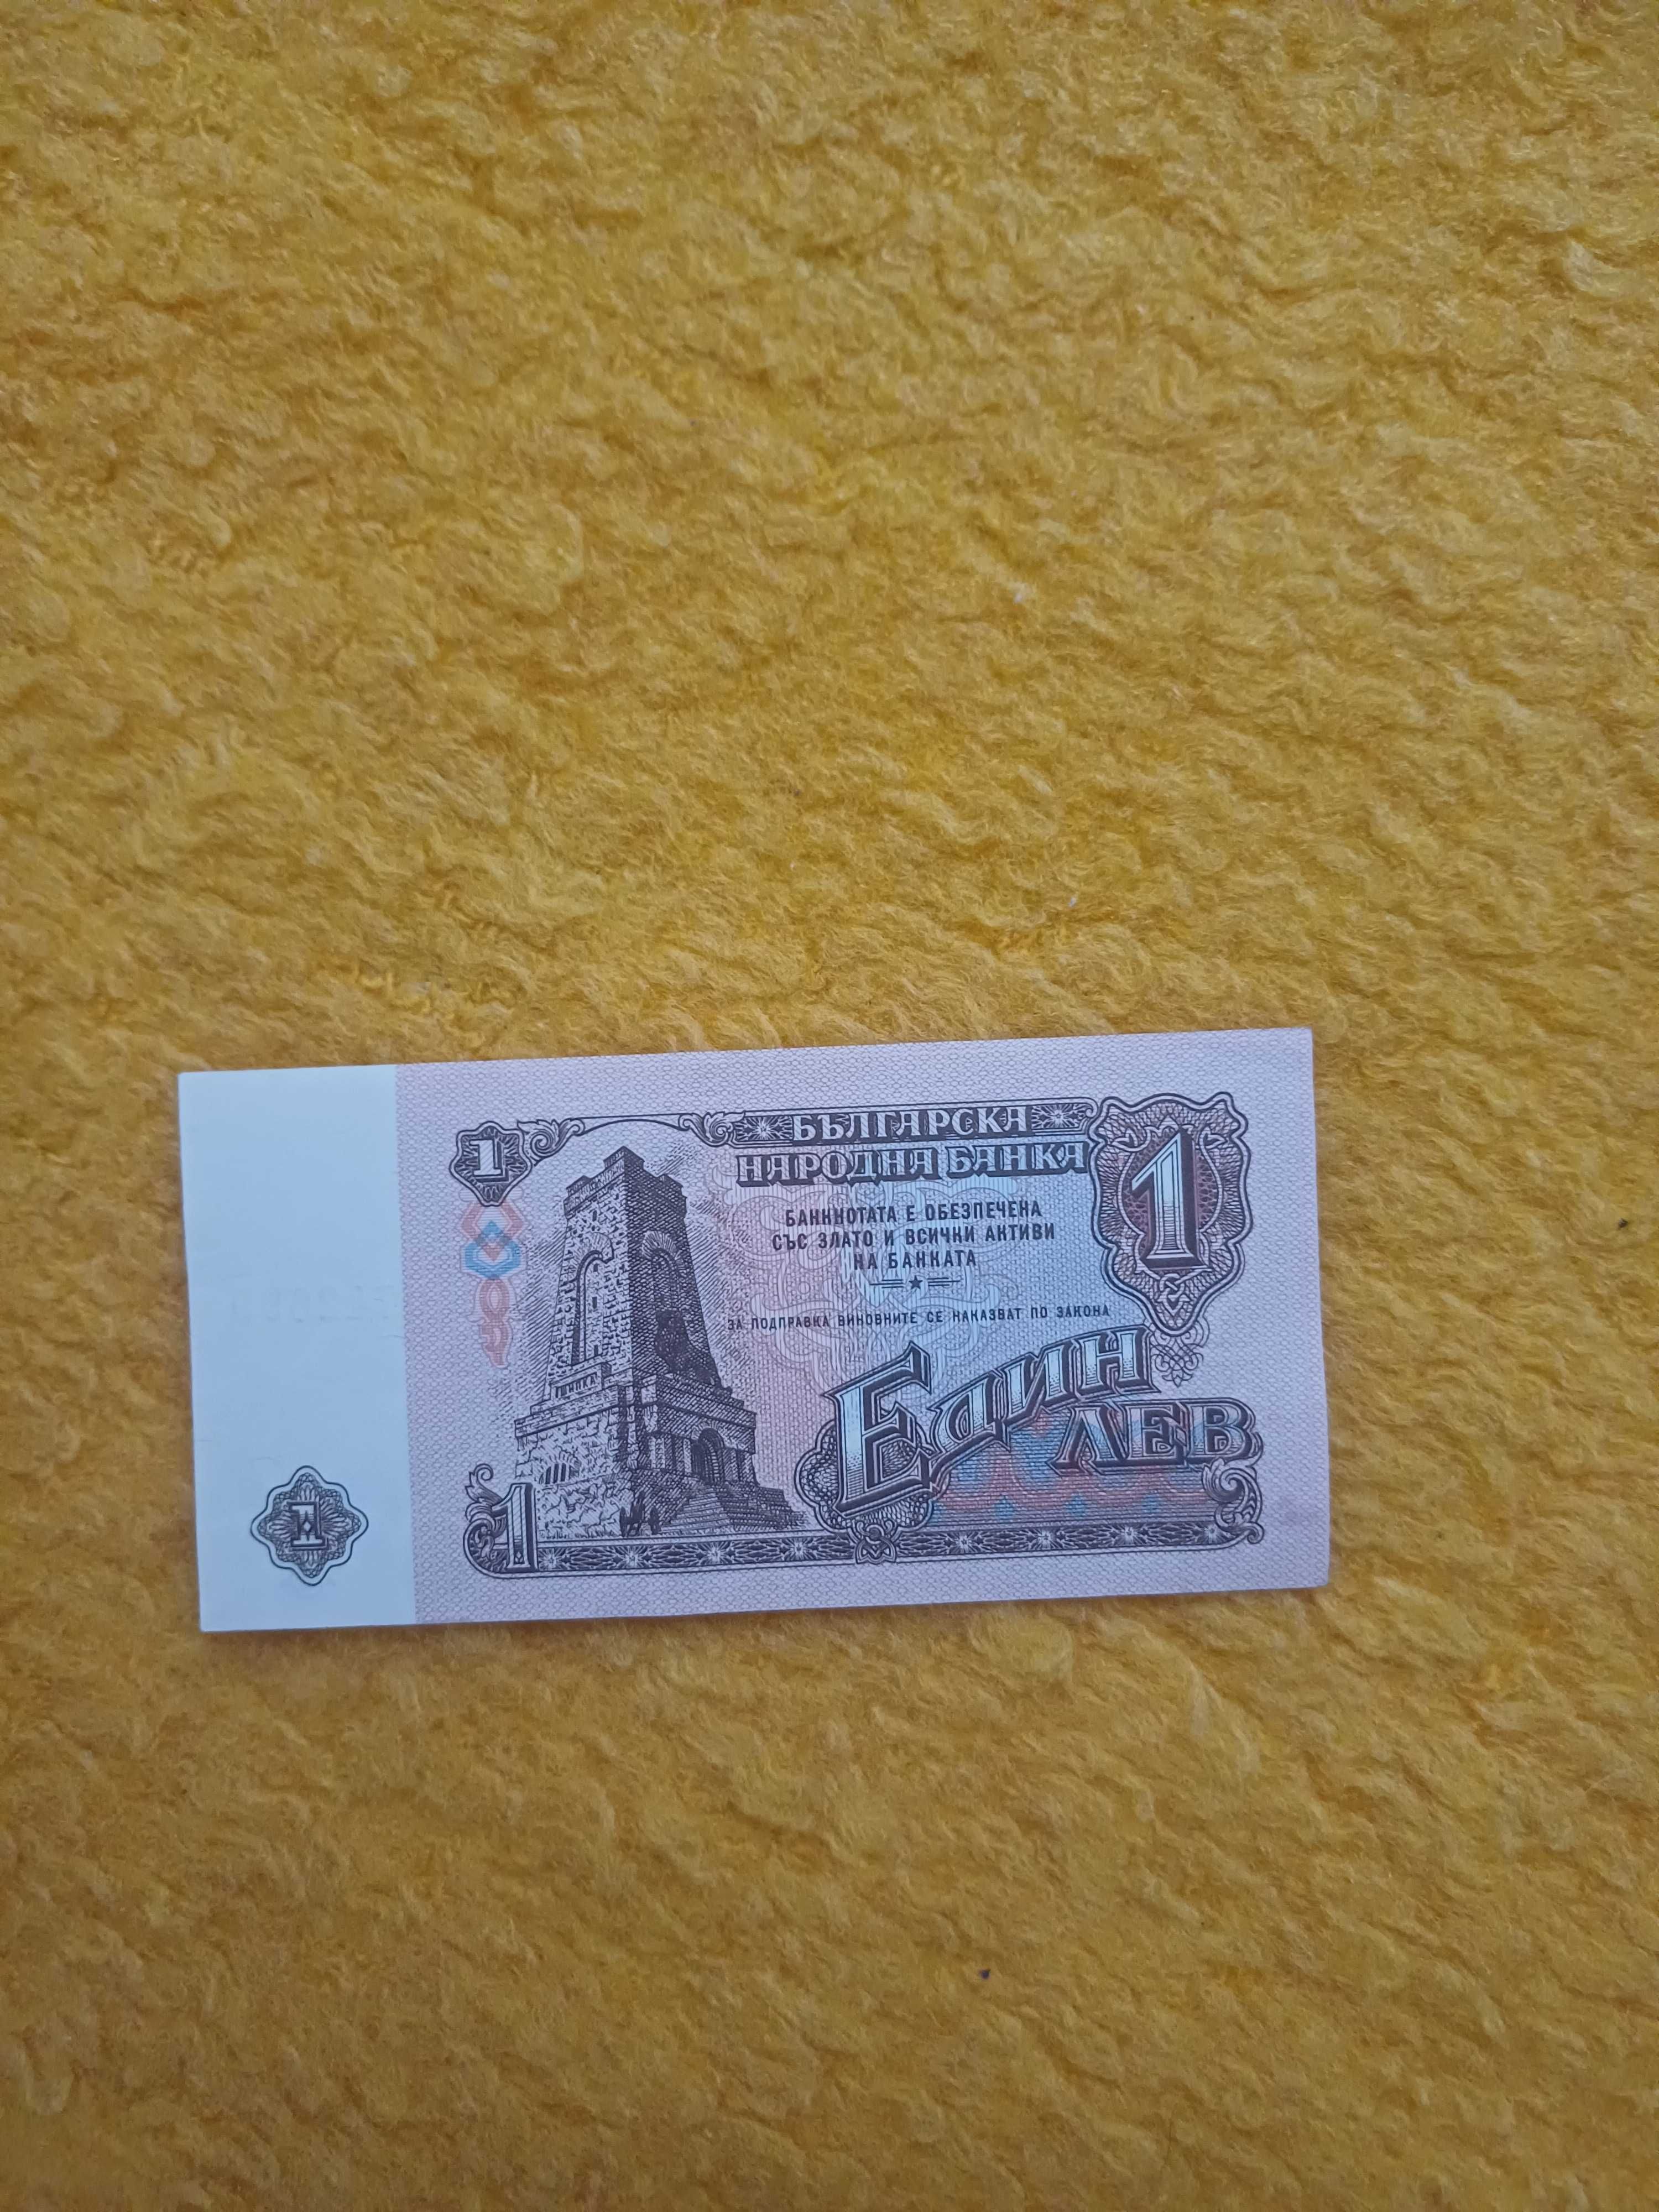 1
БЪЛГАРСКА
НАРОДНА БАНКА
1
БАНКНОТАТА Е ОБЕЗПЕЧЕНА
СЪС ЗЛАТО И ВСИЧКИ АКТИВИ
НА БАНКАТА
ЗА ПОДПРАВКА ВИНОВНИТЕ СЕ НАКАЗВАТ ПО ЗАКОНА
ЕДИН
ЛЕВ
ШИПКА
1
1